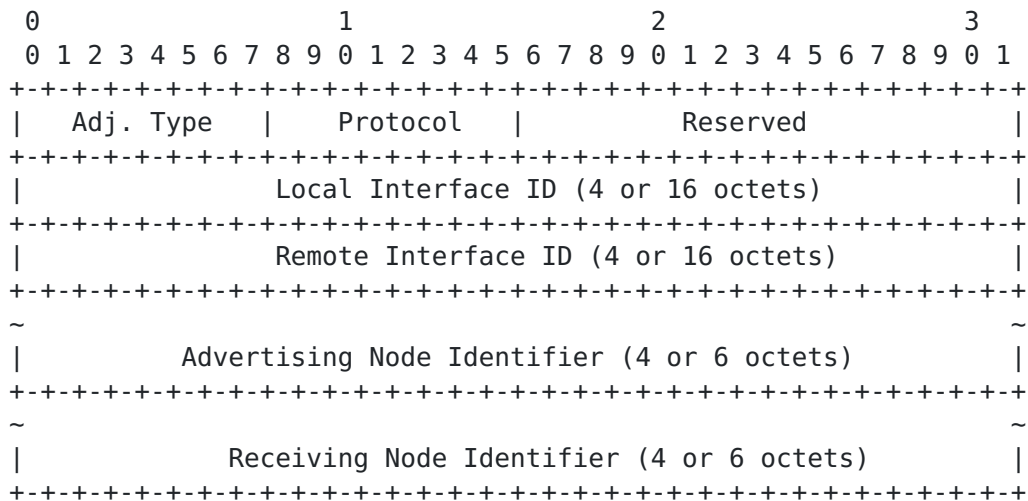 0                   1                   2                   3
 0 1 2 3 4 5 6 7 8 9 0 1 2 3 4 5 6 7 8 9 0 1 2 3 4 5 6 7 8 9 0 1
+-+-+-+-+-+-+-+-+-+-+-+-+-+-+-+-+-+-+-+-+-+-+-+-+-+-+-+-+-+-+-+-+
|   Adj. Type   |    Protocol   |          Reserved             |
+-+-+-+-+-+-+-+-+-+-+-+-+-+-+-+-+-+-+-+-+-+-+-+-+-+-+-+-+-+-+-+-+
|                Local Interface ID (4 or 16 octets)            |
+-+-+-+-+-+-+-+-+-+-+-+-+-+-+-+-+-+-+-+-+-+-+-+-+-+-+-+-+-+-+-+-+
|                Remote Interface ID (4 or 16 octets)           |
+-+-+-+-+-+-+-+-+-+-+-+-+-+-+-+-+-+-+-+-+-+-+-+-+-+-+-+-+-+-+-+-+
~                                                               ~
|          Advertising Node Identifier (4 or 6 octets)          |
+-+-+-+-+-+-+-+-+-+-+-+-+-+-+-+-+-+-+-+-+-+-+-+-+-+-+-+-+-+-+-+-+
~                                                               ~
|             Receiving Node Identifier (4 or 6 octets)         |
+-+-+-+-+-+-+-+-+-+-+-+-+-+-+-+-+-+-+-+-+-+-+-+-+-+-+-+-+-+-+-+-+